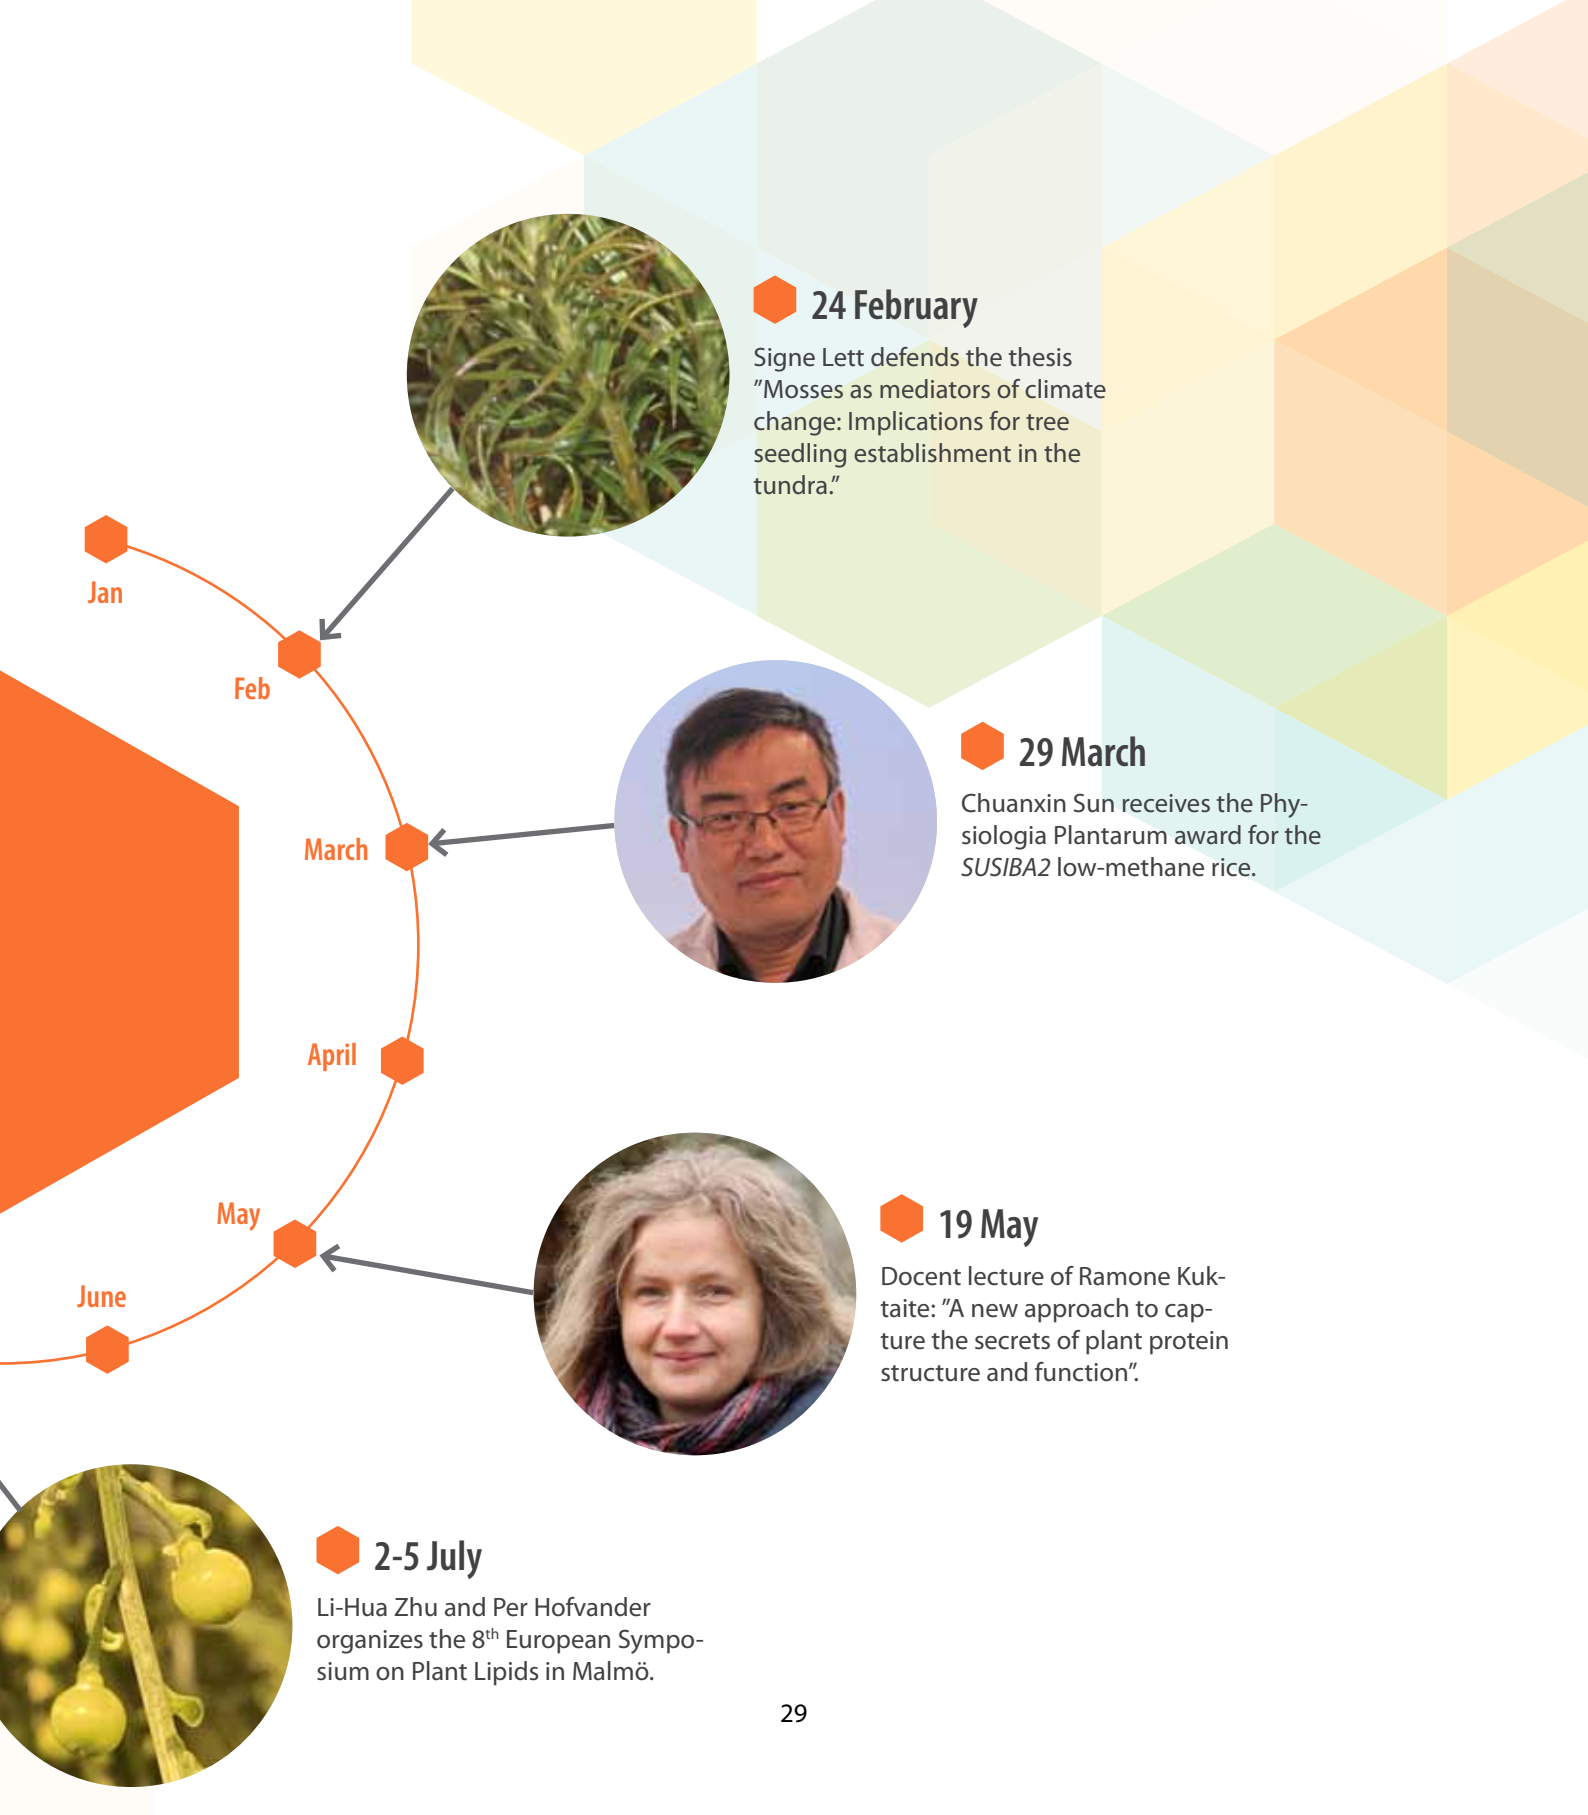 24 February
Signe Lett defends the thesis
”Mosses as mediators of climate
change: Implications for tree
seedling establishment in the
tundra.”
Jan
Feb
29 March
Chuanxin Sun receives the Phy-
siologia Plantarum award for the
SUSIBA2 low-methane rice.
March
April
May
19 May
Docent lecture of Ramone Kuk-
taite: ”A new approach to cap-
ture the secrets of plant protein
structure and function”.
June
2-5 July
Li-Hua Zhu and Per Hofvander
organizes the 8th European Sympo-
sium on Plant Lipids in Malmö.
29